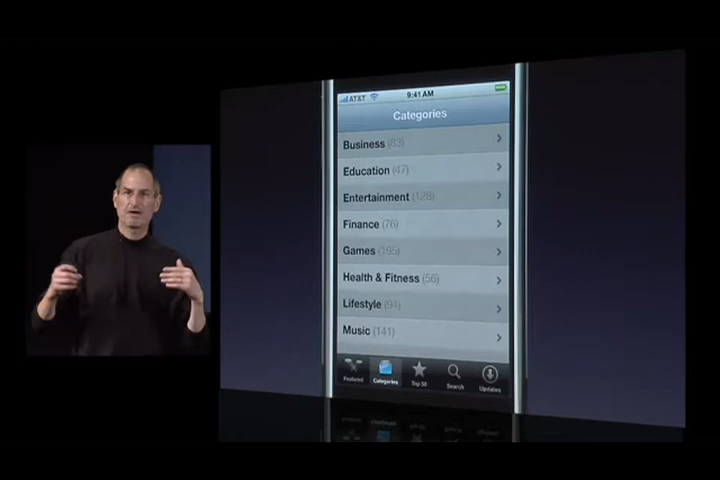 AT&T 9:41 AM
Categories
Business (83)
Education (47)
Entertainment (128)
Finance (76)
Games (195)
Health & Fitness (56)
Lifestyle (94)
Music (141)
Featured Categories Top 50 Search Updates